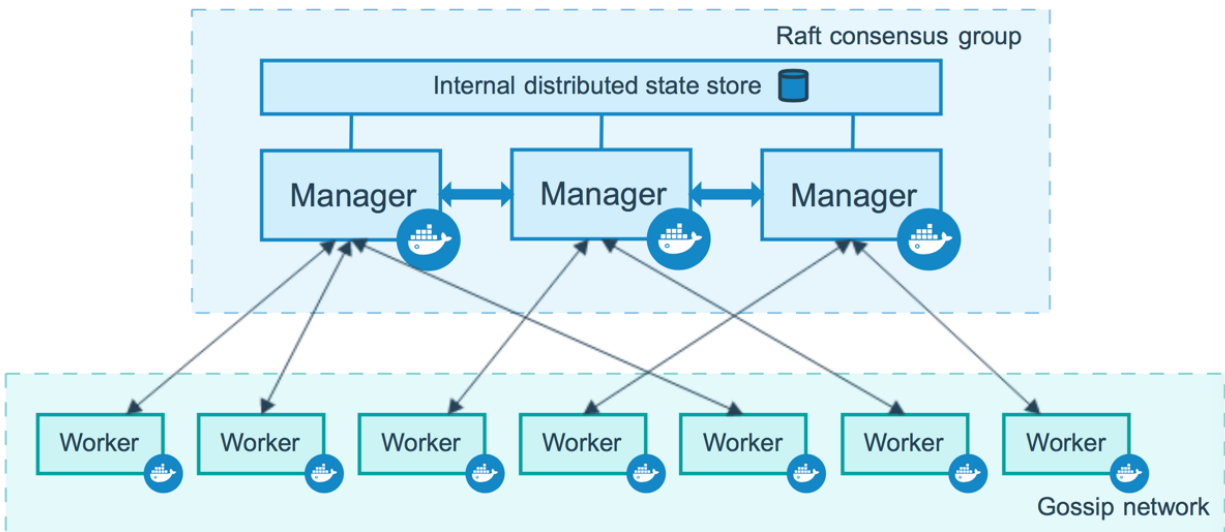 Raft consensus group
Internal distributed state store
Manager
Manager
Manager
Worker
Worker
Worker
Worker
Worker
Worker
Worker
Gossip network